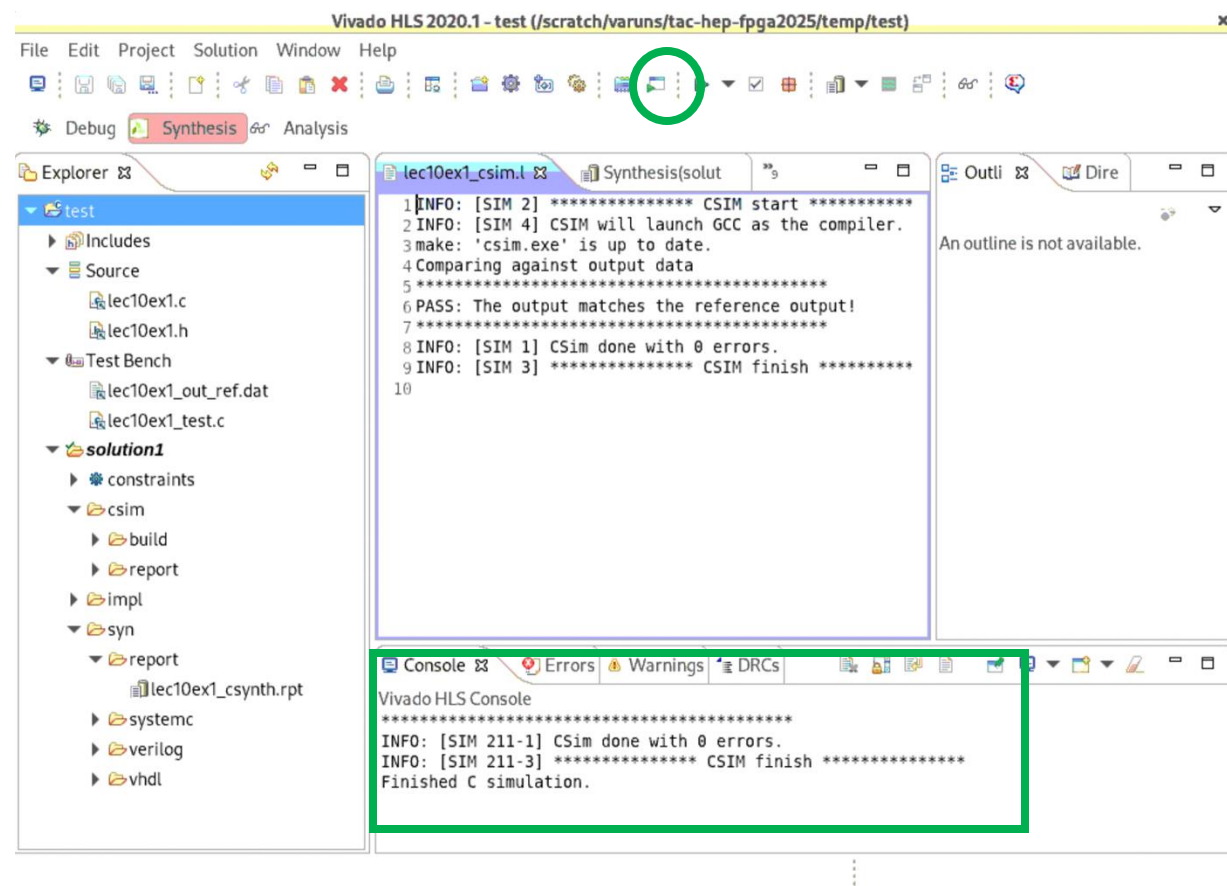 Vivado HLS 2020.1 - test (/scratch/varuns/tac-hep-fpga2025/temp/test)
File Edit Project Solution Window Help
Debug Synthesis Analysis
Explorer
test
Includes
Source
lec10ex1.c
lec10ex1.h
Test Bench
lec10ex1_out_ref.dat
lec10ex1_test.c
solution1
constraints
csim
build
report
impl
syn
report
lec10ex1_csynth.rpt
systemc
verilog
vhdl
lec10ex1_csim.l Synthesis(solut »9
1 INFO: [SIM 2] *************** CSIM start ***********
2 INFO: [SIM 4] CSIM will launch GCC as the compiler.
3 make: 'csim.exe' is up to date.
4 Comparing against output data
5 *******************************************
6 PASS: The output matches the reference output!
7 *******************************************
8 INFO: [SIM 1] CSim done with 0 errors.
9 INFO: [SIM 3] *************** CSIM finish **********
10
Outli Dire
An outline is not available.
Console Errors Warnings DRCs
Vivado HLS Console
*******************************************
INFO: [SIM 211-1] CSim done with 0 errors.
INFO: [SIM 211-3] *************** CSIM finish ***************
Finished C simulation.